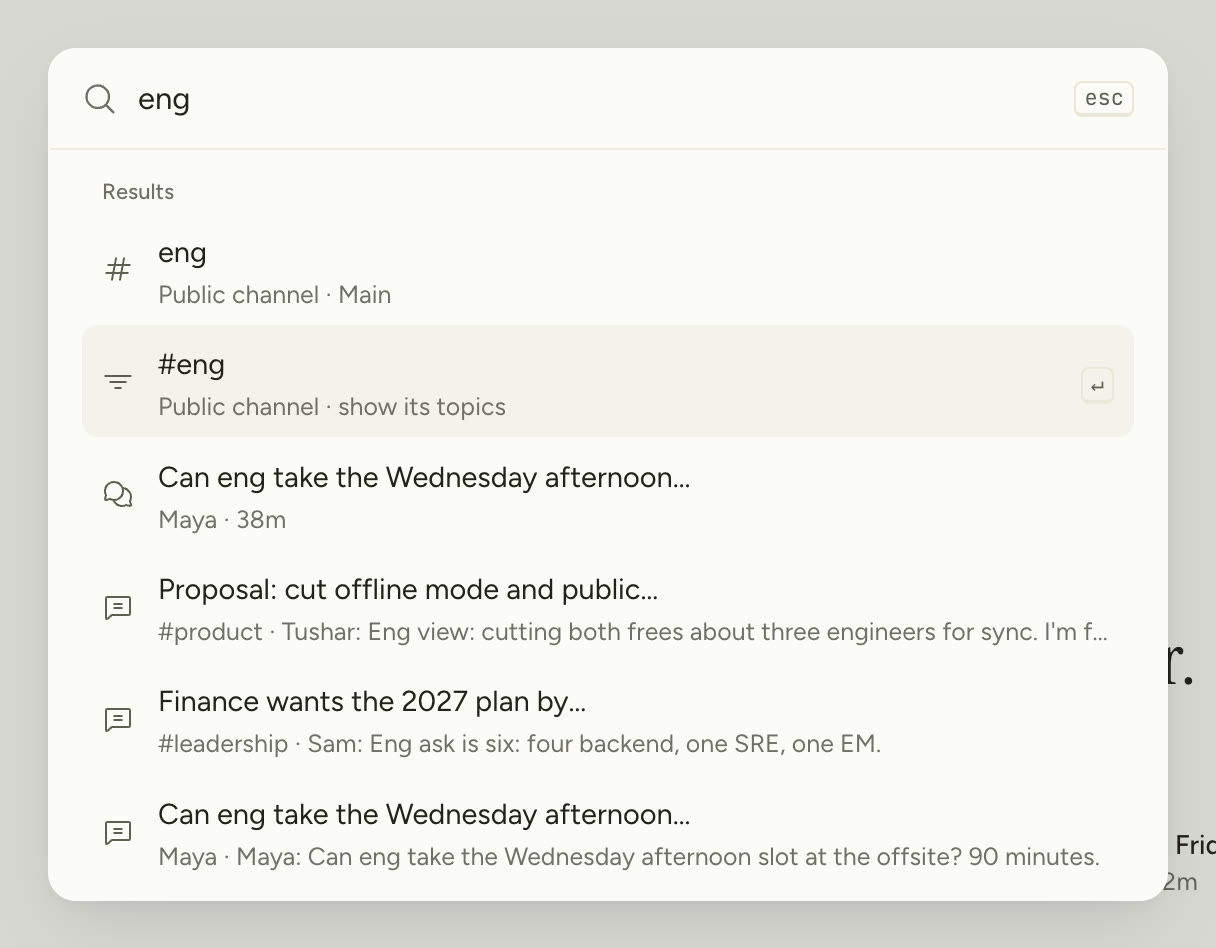 eng
esc
Results
eng
Public channel · Main
#eng
Public channel · show its topics
Can eng take the Wednesday afternoon…
Maya · 38m
Proposal: cut offline mode and public…
#product · Tushar: Eng view: cutting both frees about three engineers for sync. I'm f…
Finance wants the 2027 plan by…
#leadership · Sam: Eng ask is six: four backend, one SRE, one EM.
Can eng take the Wednesday afternoon…
Maya · Maya: Can eng take the Wednesday afternoon slot at the offsite? 90 minutes.